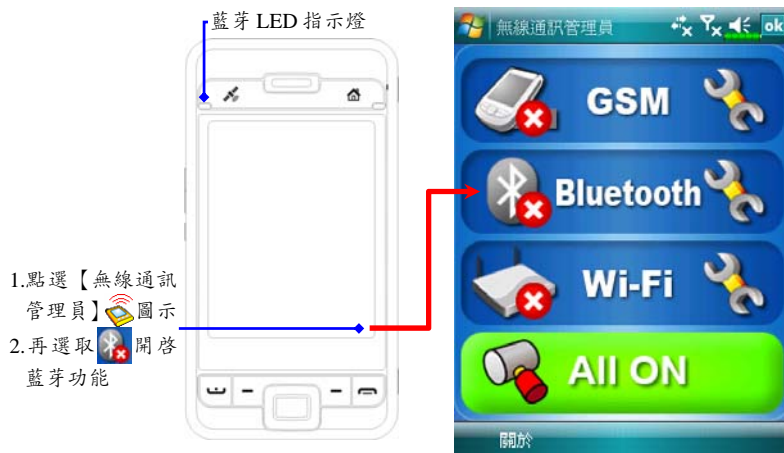 藍芽 LED 指示燈
1.點選【無線通訊
管理員】圖示
2.再選取開啓
藍芽功能
無線通訊管理員
ok
GSM
Bluetooth
Wi-Fi
All ON
關於